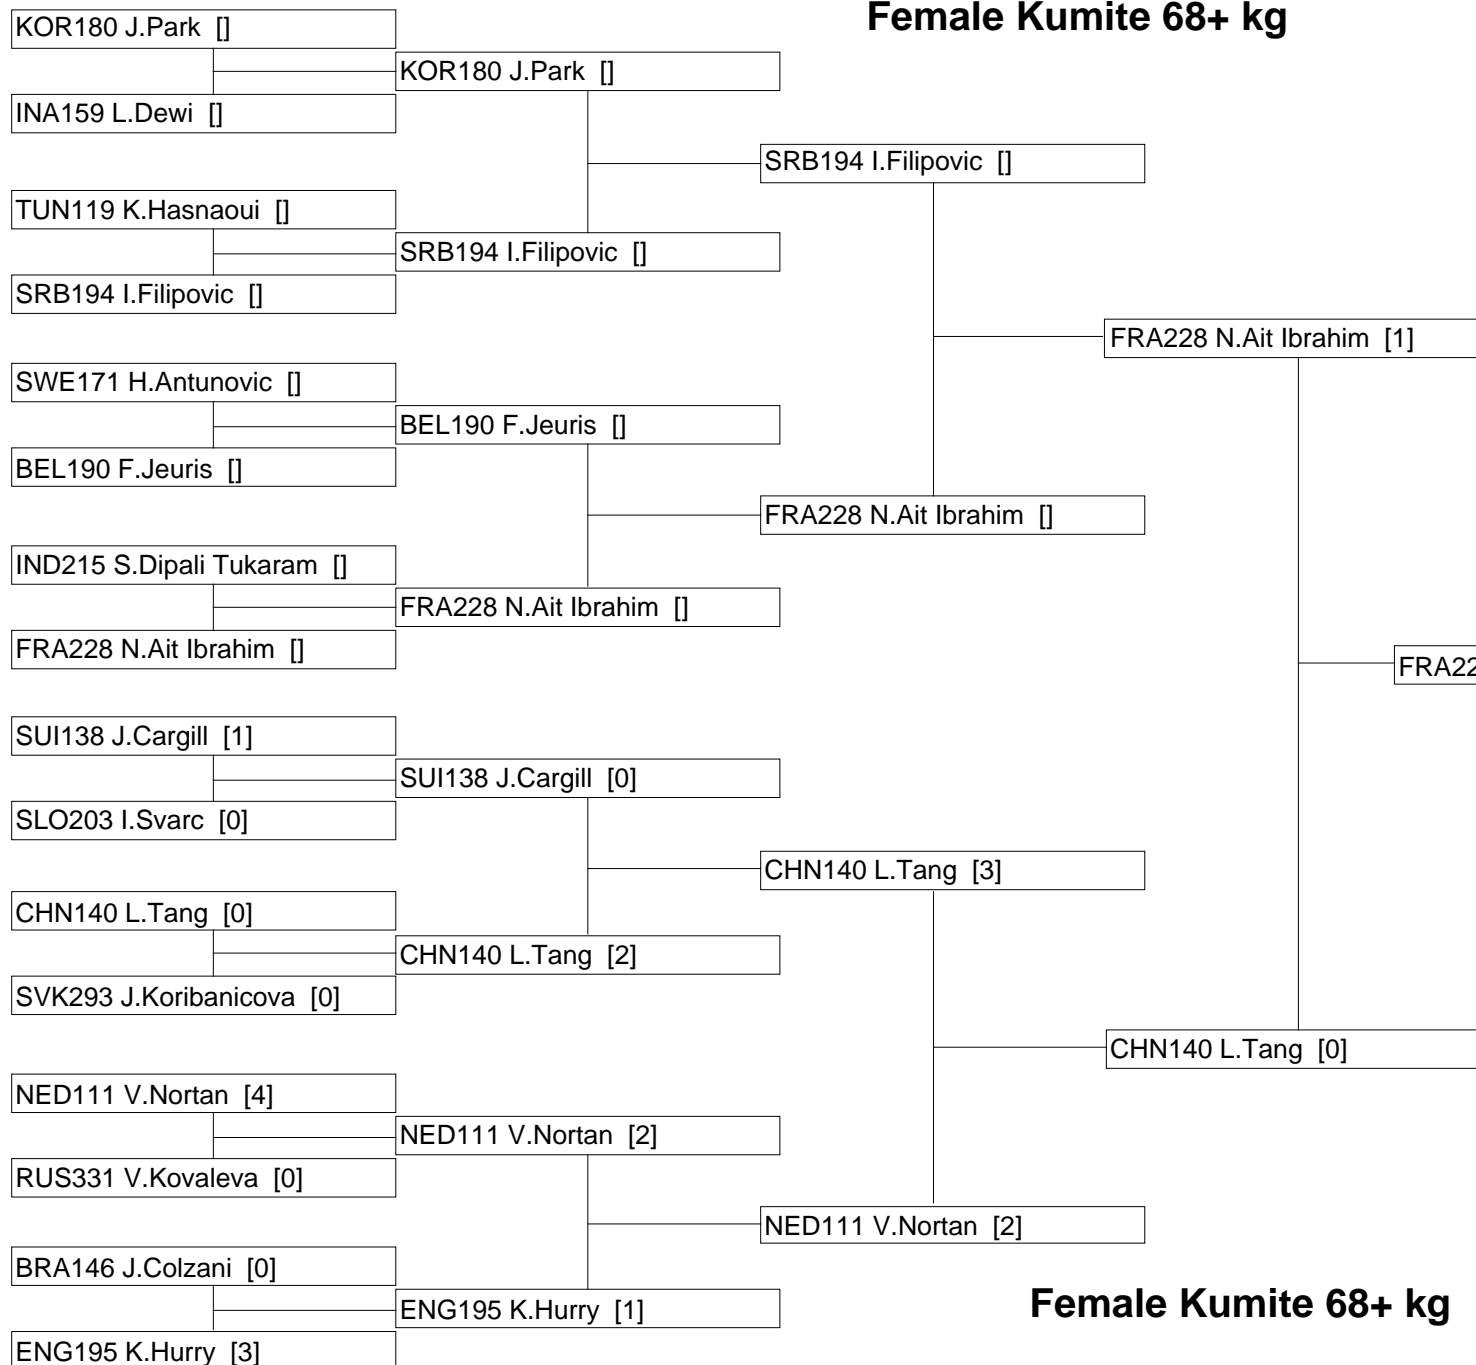 Female Kumite 68+ kg
KOR180 J.Park []
INA159 L.Dewi []
TUN119 K.Hasnaoui []
SRB194 I.Filipovic []
SWE171 H.Antunovic []
BEL190 F.Jeuris []
IND215 S.Dipali Tukaram []
FRA228 N.Ait Ibrahim []
SUI138 J.Cargill [1]
SLO203 I.Svarc [0]
CHN140 L.Tang [0]
SVK293 J.Koribanicova [0]
NED111 V.Nortan [4]
RUS331 V.Kovaleva [0]
BRA146 J.Colzani [0]
ENG195 K.Hurry [3]
KOR180 J.Park []
SRB194 I.Filipovic []
BEL190 F.Jeuris []
FRA228 N.Ait Ibrahim []
SUI138 J.Cargill [0]
CHN140 L.Tang [2]
NED111 V.Nortan [2]
ENG195 K.Hurry [1]
SRB194 I.Filipovic []
FRA228 N.Ait Ibrahim []
CHN140 L.Tang [3]
NED111 V.Nortan [2]
FRA228 N.Ait Ibrahim [1]
CHN140 L.Tang [0]
FRA22
Female Kumite 68+ kg